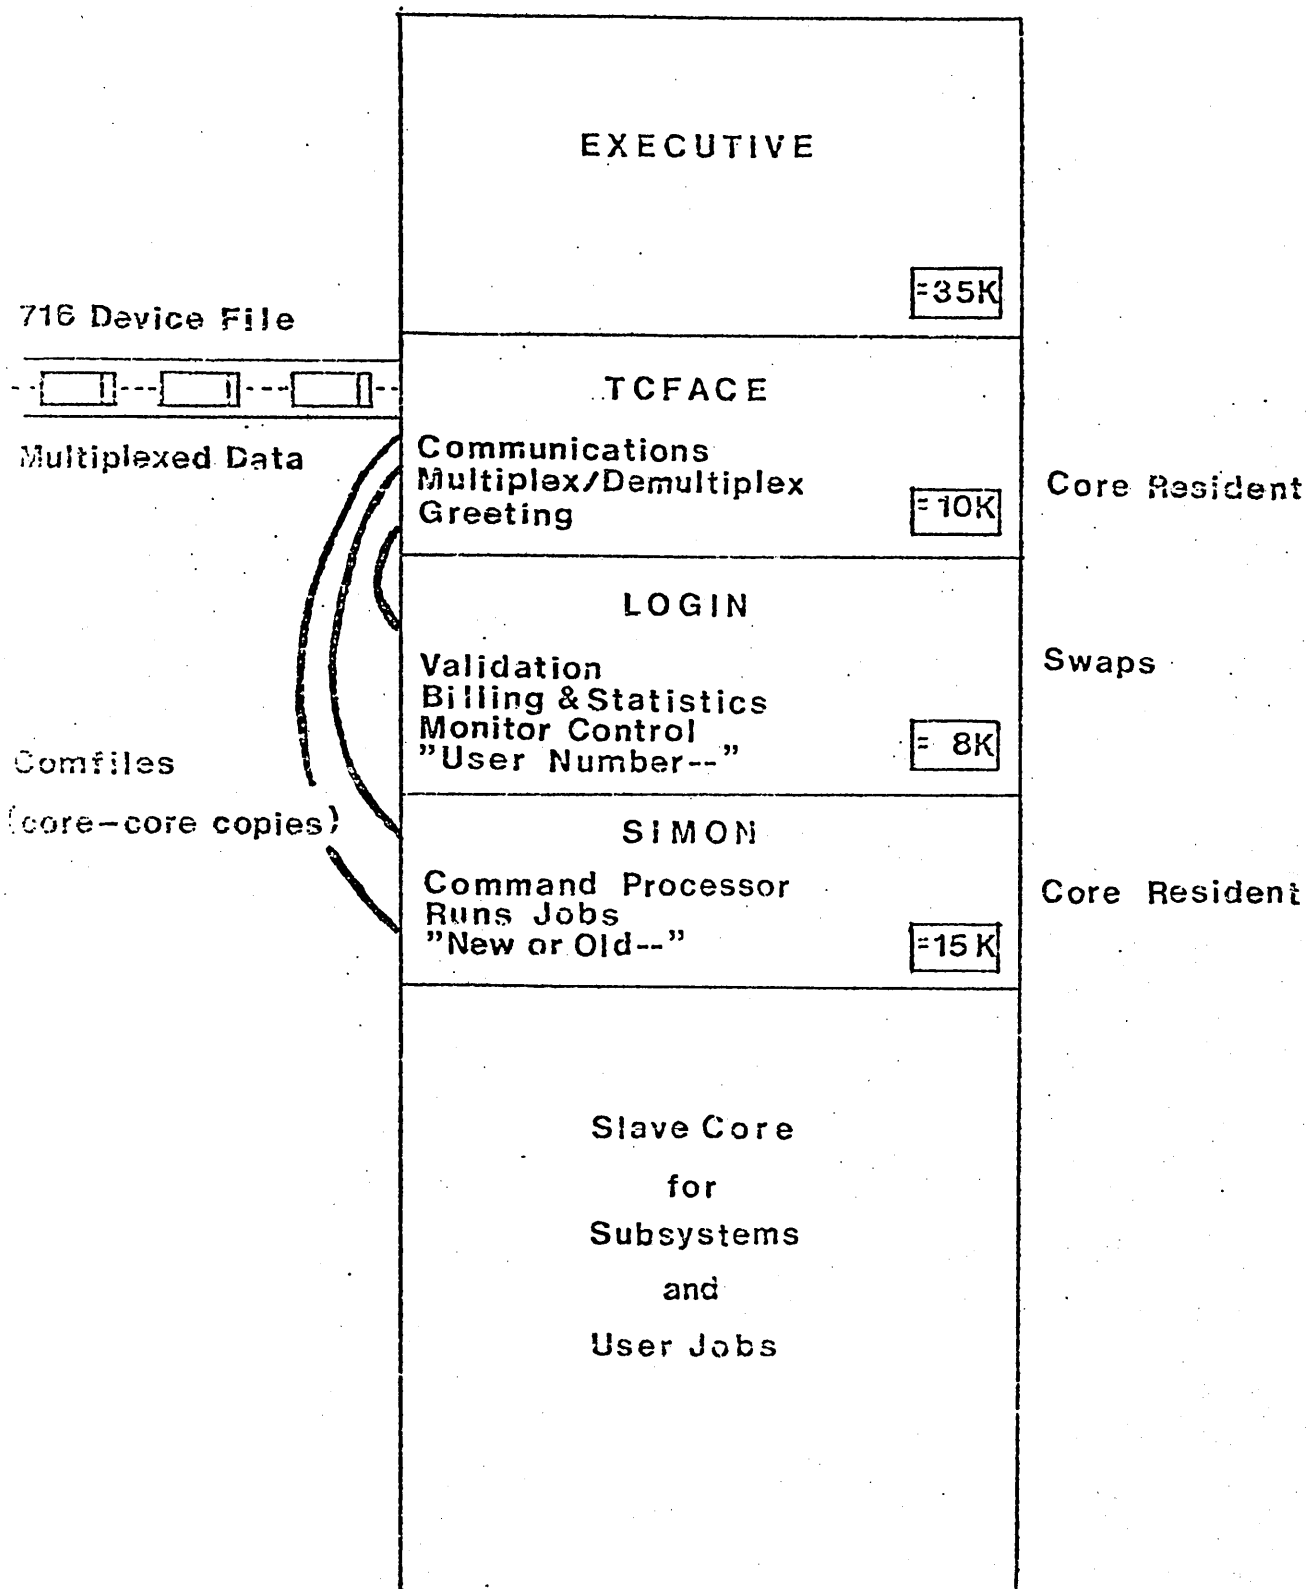 EXECUTIVE
=35K
716 Device File
Multiplexed Data
TCFACE
Communications
Multiplex/Demultiplex
Greeting
=10K
Core Resident
LOGIN
Validation
Billing & Statistics
Monitor Control
"User Number--"
= 8K
Swaps
Comfiles
(core-core copies)
SIMON
Command Processor
Runs Jobs
"New or Old--"
=15K
Core Resident
Slave Core
for
Subsystems
and
User Jobs